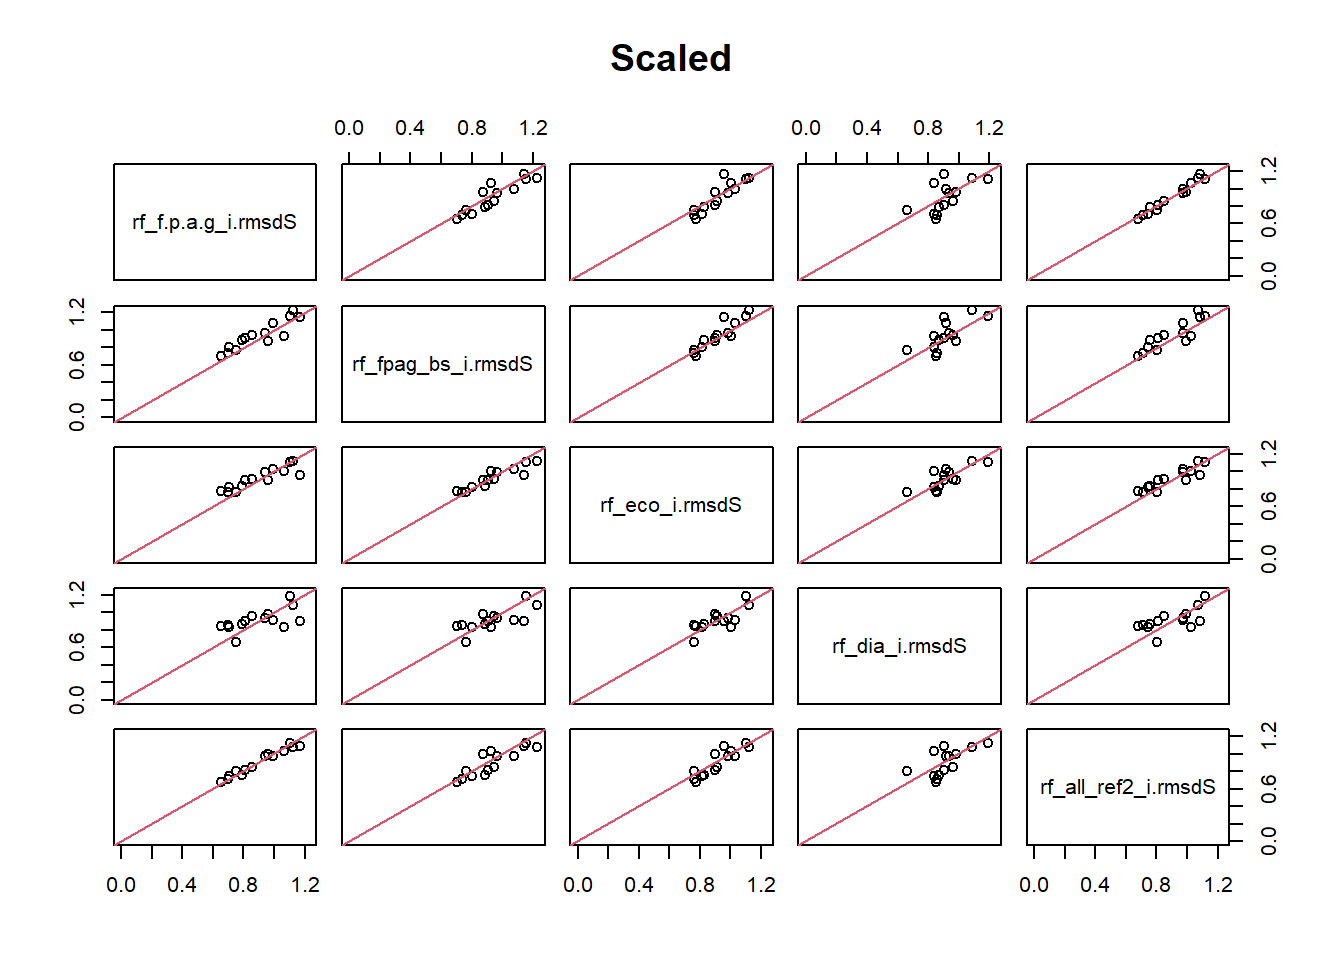 Scaled
0.0 0.4 0.8 1.2 0.0 0.4 0.8 1.2
rf_f.p.a.g_i.rmsdS 0.0 0.6 1.2
0.0 0.6 1.2 rf_fpag_bs_i.rmsdS
rf_eco_i.rmsdS 0.0 0.6 1.2
0.0 0.6 1.2 rf_dia_i.rmsdS
rf_all_ref2_i.rmsdS 0.0 0.6 1.2
0.0 0.4 0.8 1.2 0.0 0.4 0.8 1.2 0.0 0.4 0.8 1.2